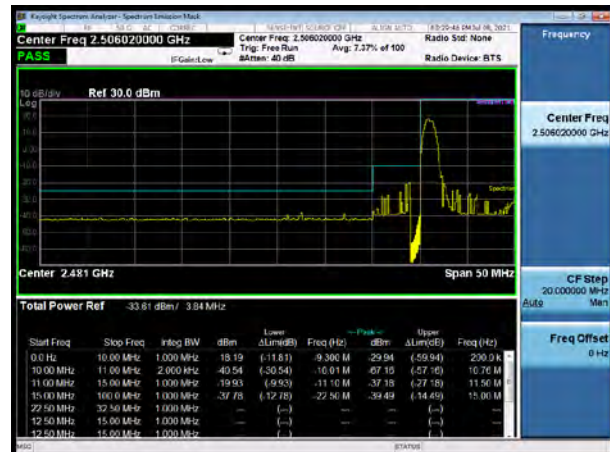 Keysight Spectrum Analyzer - Spectrum Emission Mask
Center Freq 2.506020000 GHz
PASS
IFGain:Low
Center Freq: 2.506020000 GHz
Trig: Free Run Avg: 7.37% of 100
#Atten: 40 dB
Radio Std: None
Radio Device: BTS
Frequency
10 dB/div Ref 30.0 dBm
Log
Center Freq
2.506020000 GHz
Center 2.481 GHz Span 50 MHz
CF Step
20.000000 MHz
Auto Man
Freq Offset
0 Hz
Total Power Ref -33.61 dBm / 3.84 MHz
Lower <-Peak-> Upper
Start Freq Stop Freq Integ BW dBm ΔLim(dB) Freq (Hz) dBm ΔLim(dB) Freq (Hz)
0.0 Hz 10.00 MHz 1.000 MHz 18.19 (-11.81) -9.300 M -29.94 (-59.94) 200.0 k
10.00 MHz 11.00 MHz 2.000 kHz -40.54 (-30.54) -10.01 M -67.16 (-57.16) 10.76 M
11.00 MHz 15.00 MHz 1.000 MHz -19.93 (-9.93) -11.10 M -37.18 (-27.18) 11.50 M
15.00 MHz 100.0 MHz 1.000 MHz -37.78 (-12.78) -22.50 M -39.49 (-14.49) 15.00 M
22.50 MHz 32.50 MHz 1.000 MHz --- (---) --- --- (---) ---
12.50 MHz 15.00 MHz 1.000 MHz --- (---) --- --- (---) ---
12.50 MHz 15.00 MHz 1.000 MHz --- (---) --- --- (---) ---
MSG STATUS